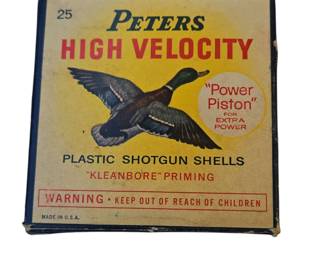 25
PETERS
HIGH VELOCITY
"Power
Piston"
FOR
EXTRA
POWER
PLASTIC SHOTGUN SHELLS
"KLEANBORE" PRIMING
WARNING • KEEP OUT OF REACH OF CHILDREN
MADE IN U.S.A.